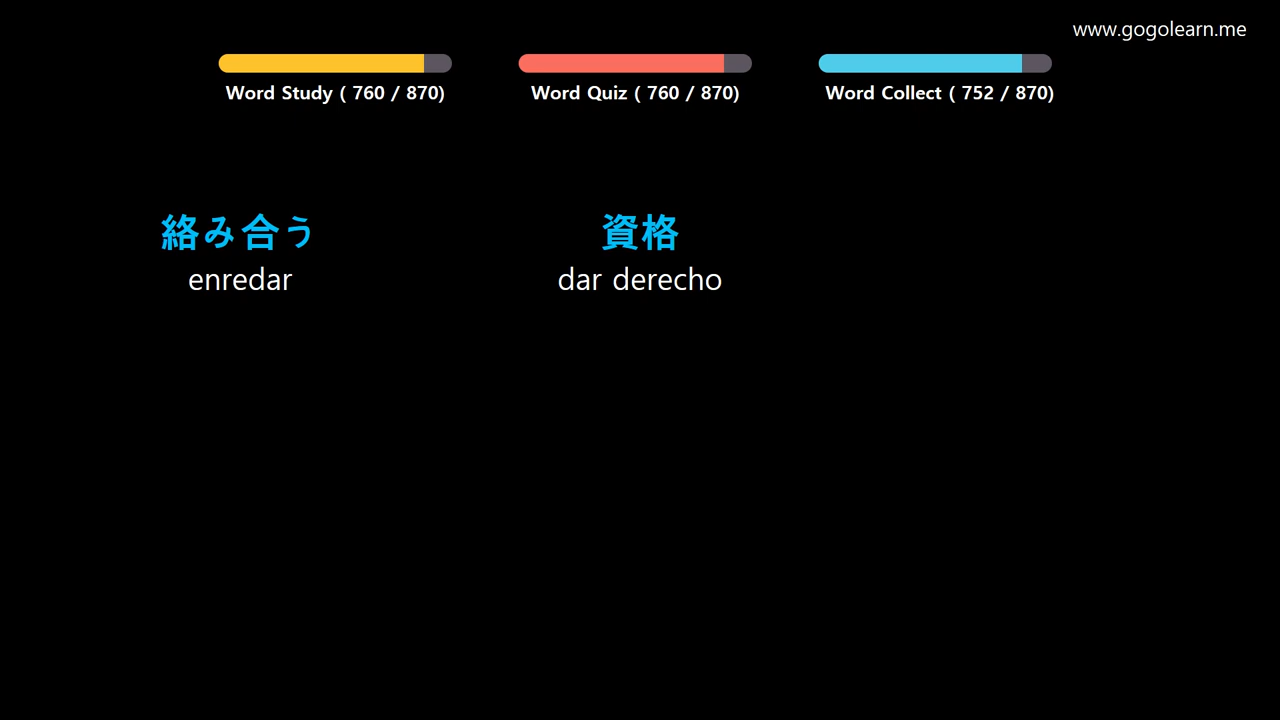 www.gogolearn.me
Word Study ( 760 / 870)
Word Quiz ( 760 / 870)
Word Collect ( 752 / 870)
絡み合う
enredar
資格
dar derecho